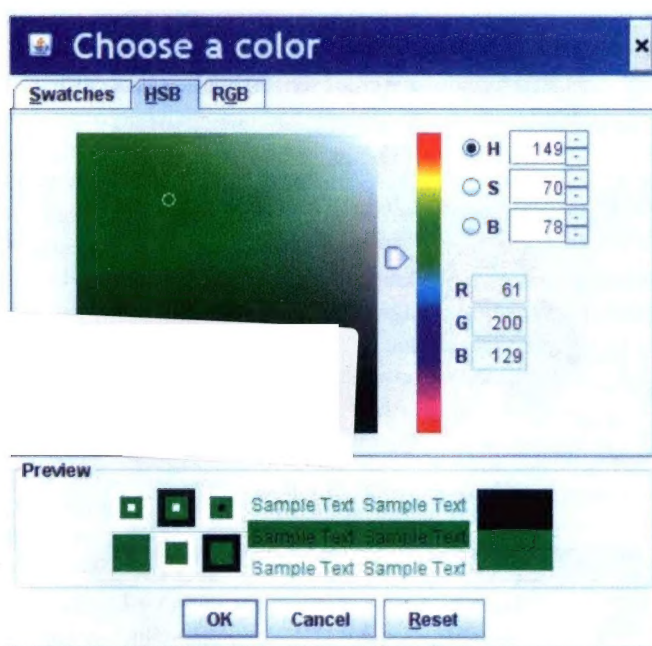 Choose a color
Swatches HSB RGB
H 149
S 70
B 78
R 61
G 200
B 129
Preview
Sample Text Sample Text
Sample Text Sample Text
Sample Text Sample Text
OK Cancel Reset